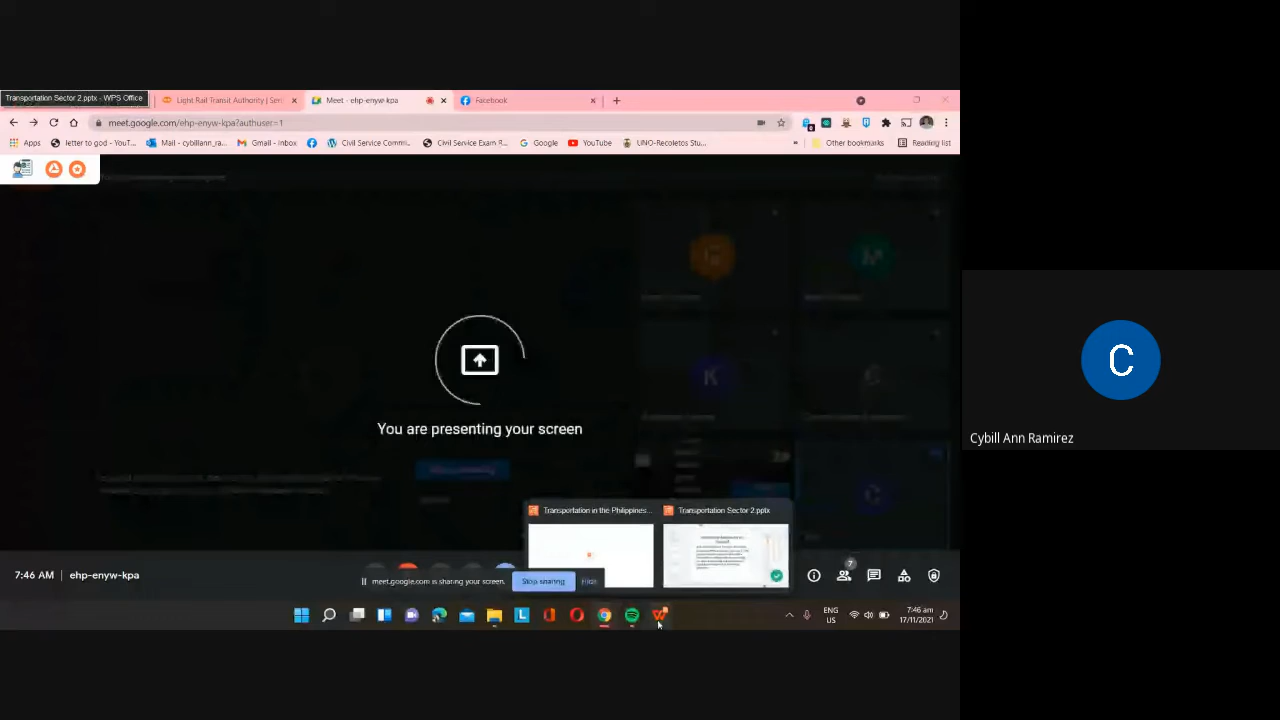 Transportation Sector 2.pptx - WPS Office
Light Rail Transit Authority | Seni
Meet - ehp-enyw-kpa
Facebook
meet.google.com/ehp-enyw-kpa?authuser=1
Apps
letter to god - YouT...
Mail - cybillann_ra...
Gmail - Inbox
Civil Service Commi...
Civil Service Exam R...
Google
YouTube
UNO-Recoletos Stu...
»
Other bookmarks
Reading list
K
C
You are presenting your screen
Cybill Ann Ramirez
Transportation in the Philippines...
Transportation Sector 2.pptx
7:46 AM | ehp-enyw-kpa
meet.google.com is sharing your screen.
Stop sharing
Hide
7
ENG
US
7:46 am
17/11/2021